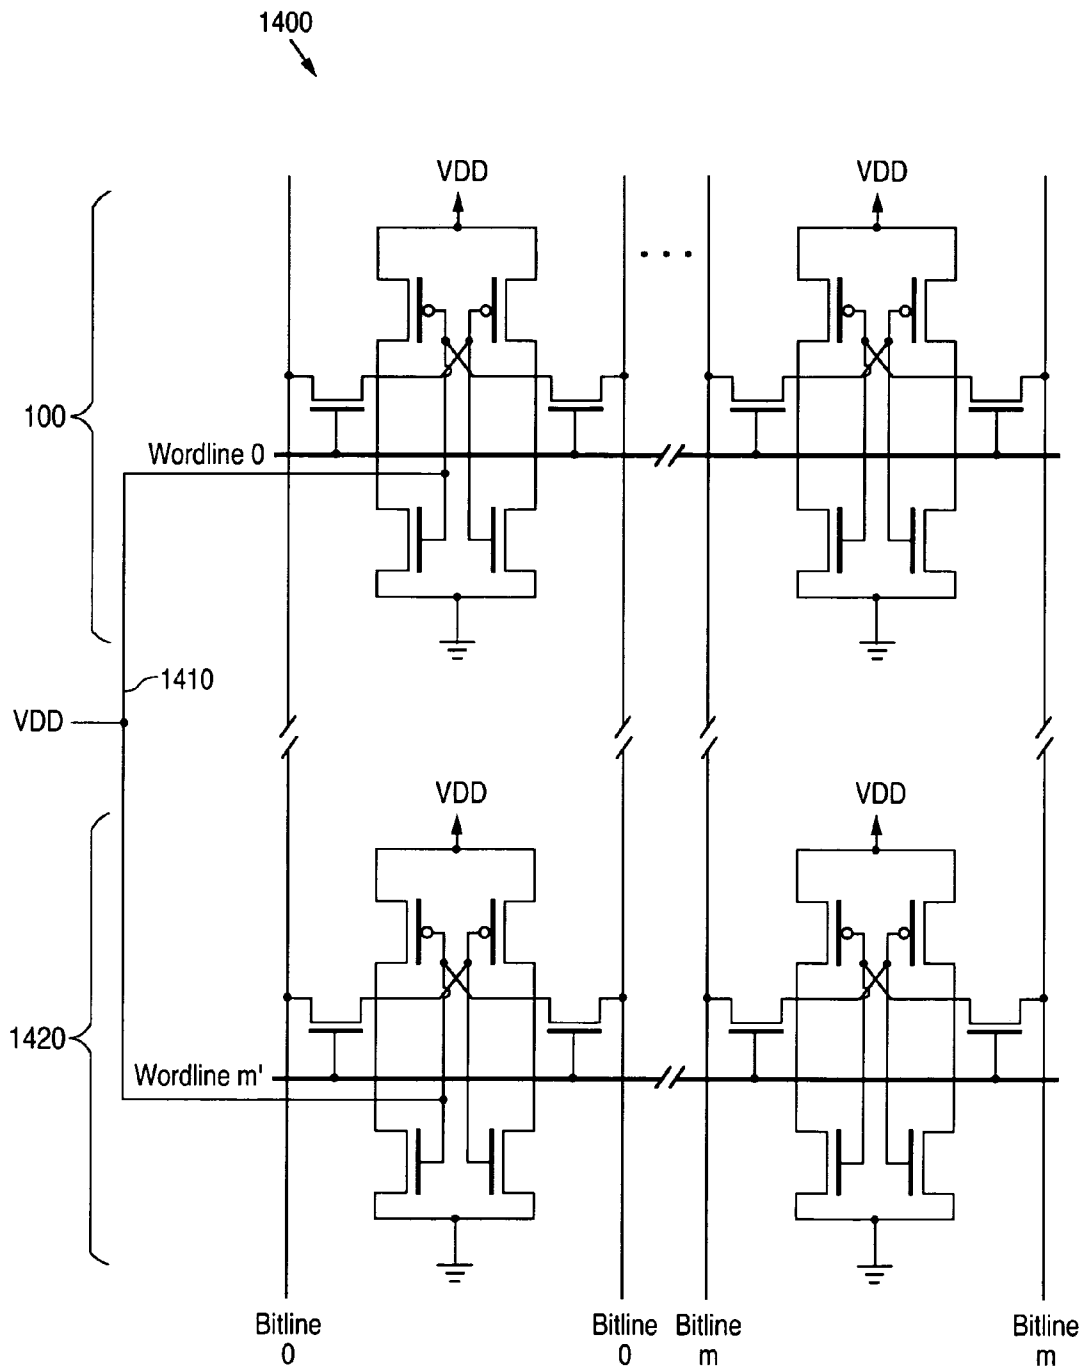 1400
VDD
VDD
. . .
100
Wordline 0
1410
VDD
VDD
VDD
1420
Wordline m'
Bitline
0
Bitline
0
Bitline
m
Bitline
m